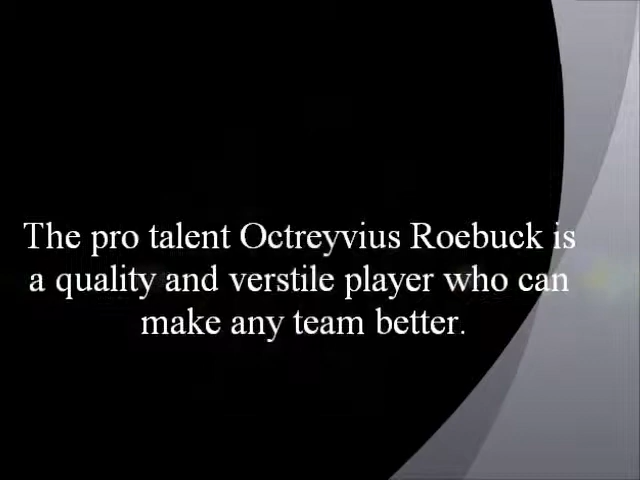 The pro talent Octreyvius Roebuck is
a quality and verstile player who can
make any team better.